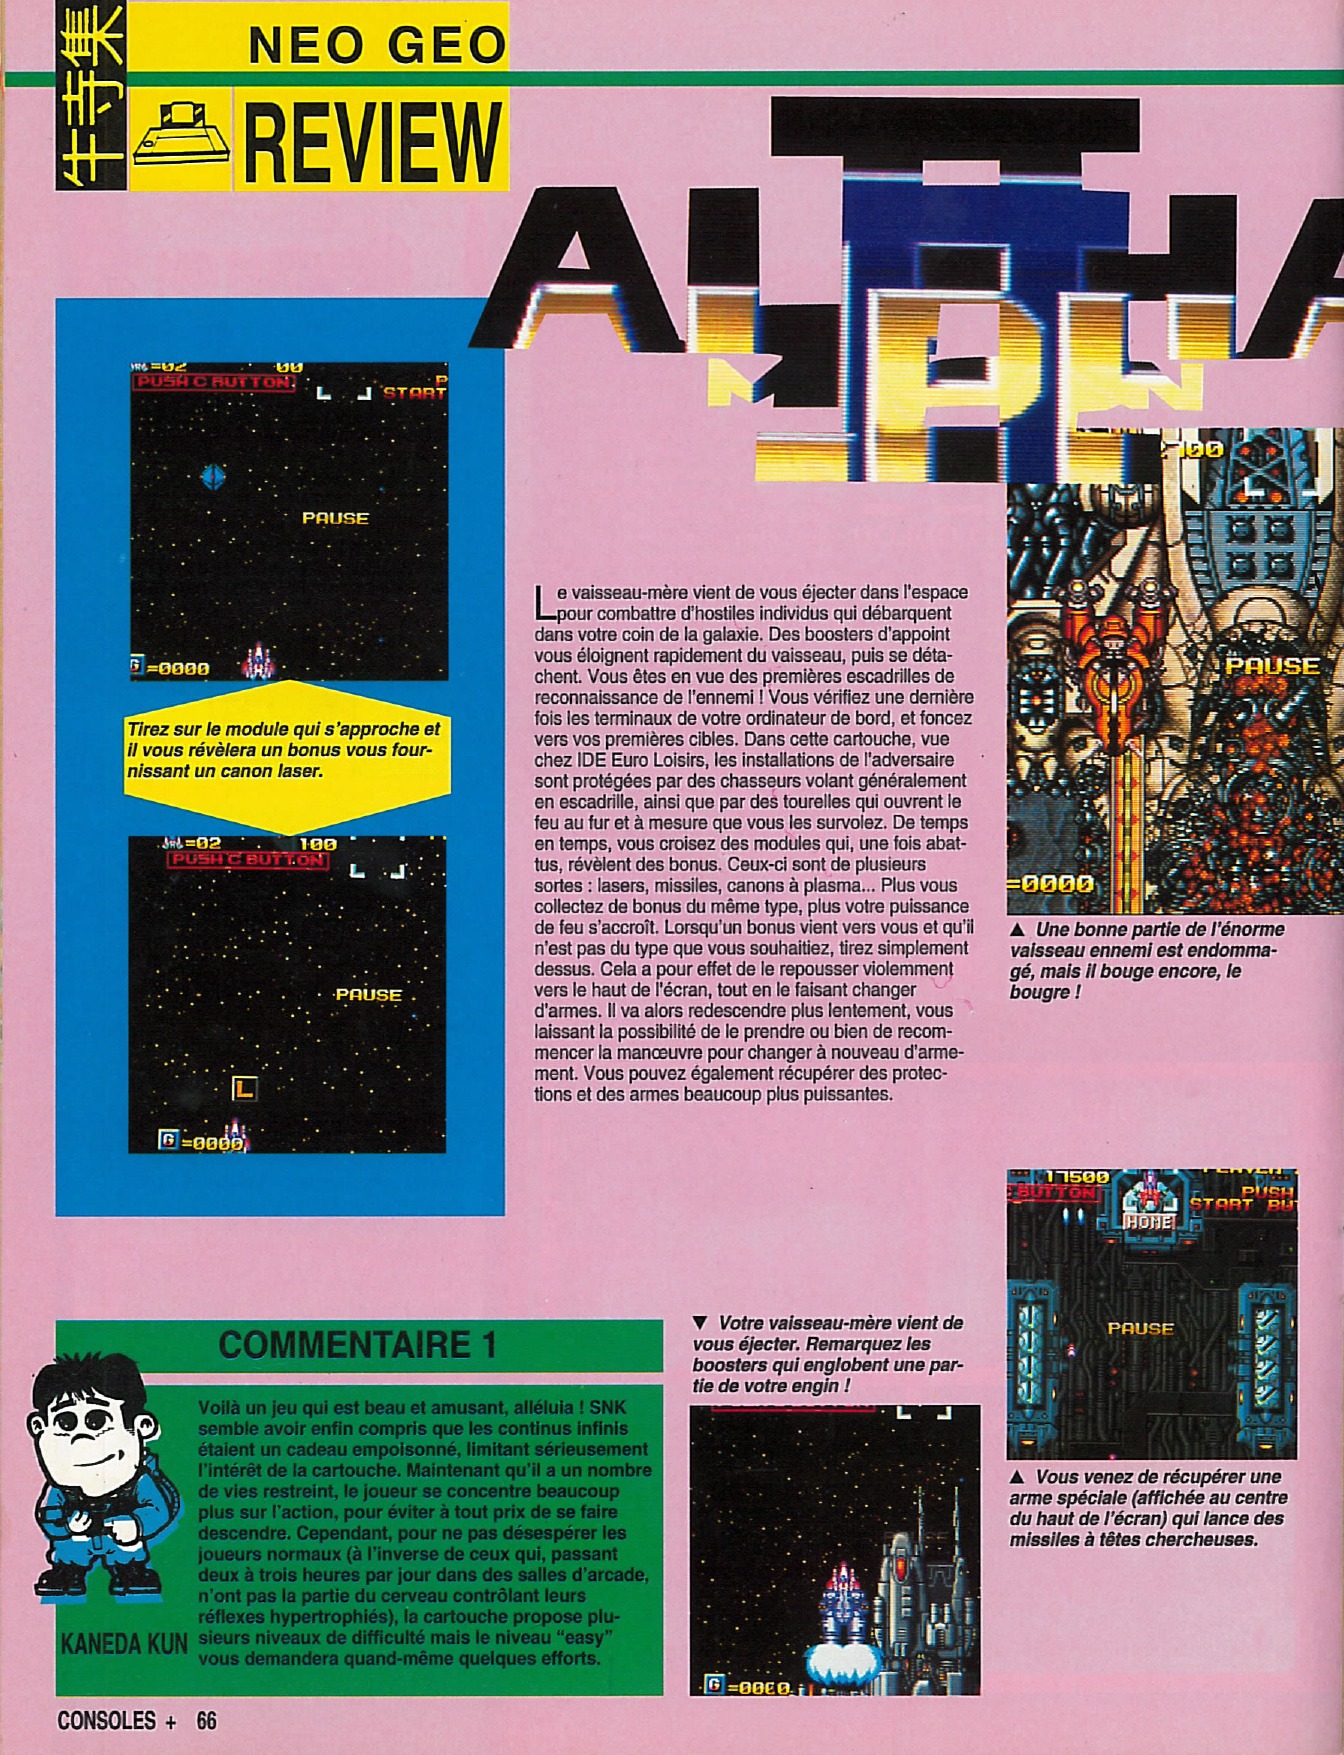 特集
NEO GEO
REVIEW
II
ALPHA
=02 00
PUSH C BUTTON
P
START
PAUSE
G =0000
Tirez sur le module qui s'approche et
il vous révèlera un bonus vous four-
nissant un canon laser.
=02 100
PUSH C BUTTON
PAUSE
L
G =0000
Le vaisseau-mère vient de vous éjecter dans l'espace
pour combattre d'hostiles individus qui débarquent
dans votre coin de la galaxie. Des boosters d'appoint
vous éloignent rapidement du vaisseau, puis se déta-
chent. Vous êtes en vue des premières escadrilles de
reconnaissance de l'ennemi ! Vous vérifiez une dernière
fois les terminaux de votre ordinateur de bord, et foncez
vers vos premières cibles. Dans cette cartouche, vue
chez IDE Euro Loisirs, les installations de l'adversaire
sont protégées par des chasseurs volant généralement
en escadrille, ainsi que par des tourelles qui ouvrent le
feu au fur et à mesure que vous les survolez. De temps
en temps, vous croisez des modules qui, une fois abat-
tus, révèlent des bonus. Ceux-ci sont de plusieurs
sortes : lasers, missiles, canons à plasma... Plus vous
collectez de bonus du même type, plus votre puissance
de feu s'accroît. Lorsqu'un bonus vient vers vous et qu'il
n'est pas du type que vous souhaitiez, tirez simplement
dessus. Cela a pour effet de le repousser violemment
vers le haut de l'écran, tout en le faisant changer
d'armes. Il va alors redescendre plus lentement, vous
laissant la possibilité de le prendre ou bien de recom-
mencer la manœuvre pour changer à nouveau d'arme-
ment. Vous pouvez également récupérer des protec-
tions et des armes beaucoup plus puissantes.
100
PAUSE
=0000
▲ Une bonne partie de l'énorme
vaisseau ennemi est endomma-
gé, mais il bouge encore, le
bougre !
17500
C BUTTON
HOME
PLAYER
PUSH
START BUT
PAUSE
▲ Vous venez de récupérer une
arme spéciale (affichée au centre
du haut de l'écran) qui lance des
missiles à têtes chercheuses.
▼ Votre vaisseau-mère vient de
vous éjecter. Remarquez les
boosters qui englobent une par-
tie de votre engin !
G =0000
COMMENTAIRE 1
Voilà un jeu qui est beau et amusant, alléluia ! SNK
semble avoir enfin compris que les continus infinis
étaient un cadeau empoisonné, limitant sérieusement
l'intérêt de la cartouche. Maintenant qu'il a un nombre
de vies restreint, le joueur se concentre beaucoup
plus sur l'action, pour éviter à tout prix de se faire
descendre. Cependant, pour ne pas désespérer les
joueurs normaux (à l'inverse de ceux qui, passant
deux à trois heures par jour dans des salles d'arcade,
n'ont pas la partie du cerveau contrôlant leurs
réflexes hypertrophiés), la cartouche propose plu-
sieurs niveaux de difficulté mais le niveau "easy"
vous demandera quand-même quelques efforts.
KANEDA KUN
CONSOLES + 66